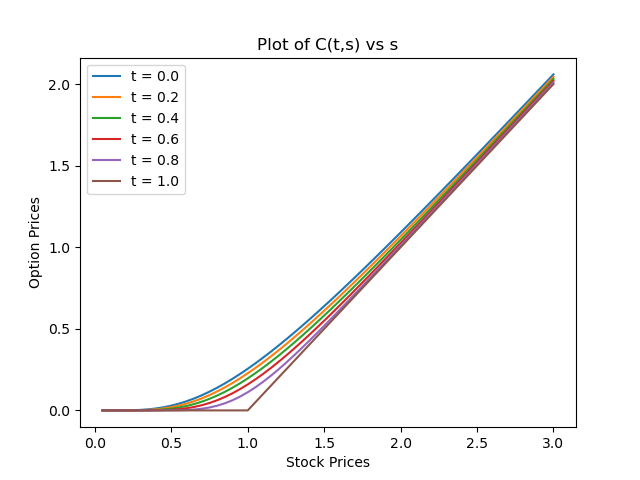 Plot of C(t,s) vs s
t = 0.0
t = 0.2
t = 0.4
t = 0.6
t = 0.8
t = 1.0
Option Prices
2.0
1.5
1.0
0.5
0.0
0.0 0.5 1.0 1.5 2.0 2.5 3.0
Stock Prices